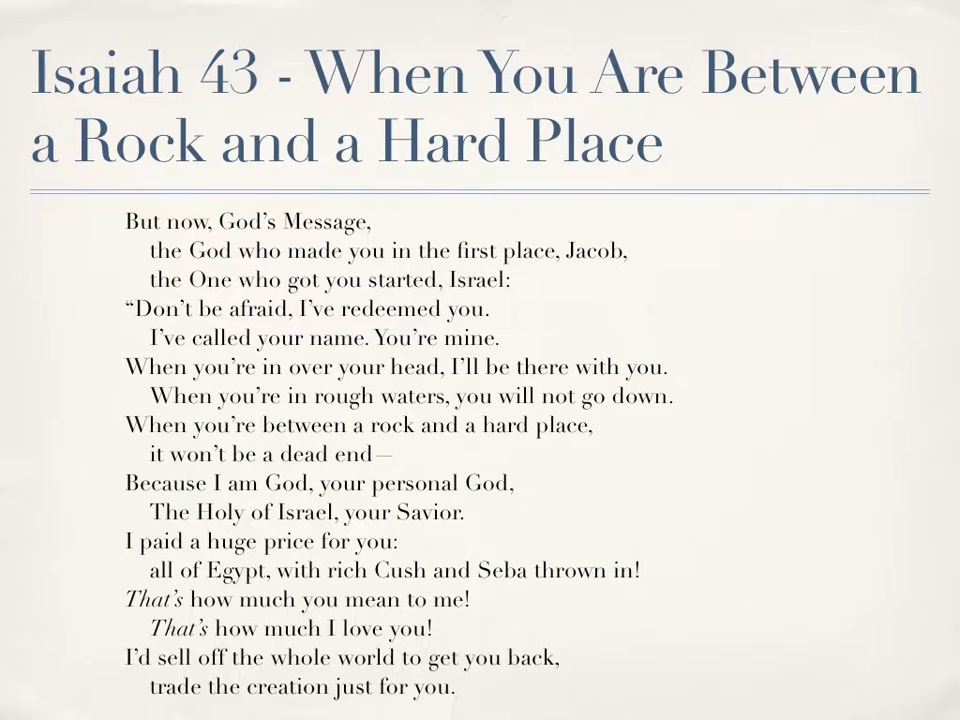 Isaiah 43 - When You Are Between
a Rock and a Hard Place
But now, God’s Message,
the God who made you in the first place, Jacob,
the One who got you started, Israel:
“Don’t be afraid, I’ve redeemed you.
I’ve called your name. You’re mine.
When you’re in over your head, I’ll be there with you.
When you’re in rough waters, you will not go down.
When you’re between a rock and a hard place,
it won’t be a dead end—
Because I am God, your personal God,
The Holy of Israel, your Savior.
I paid a huge price for you:
all of Egypt, with rich Cush and Seba thrown in!
That’s how much you mean to me!
That’s how much I love you!
I’d sell off the whole world to get you back,
trade the creation just for you.